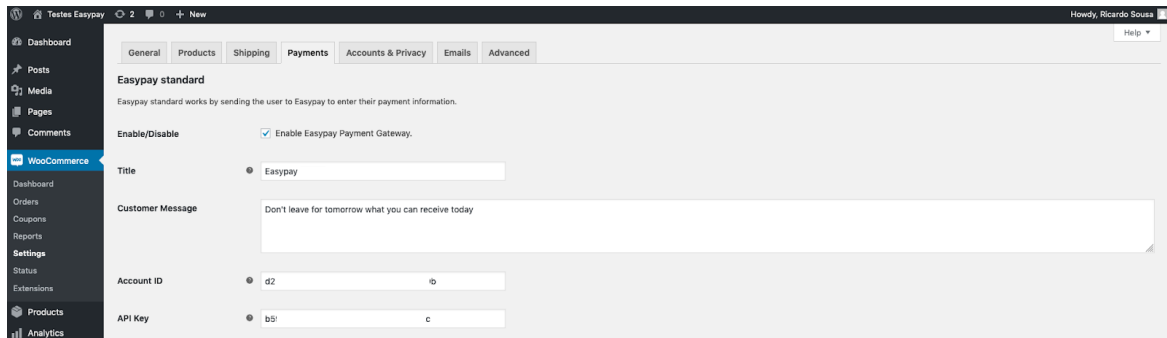 Testes Easypay 2 0 + New Howdy, Ricardo Sousa
Help
Dashboard
Posts
Media
Pages
Comments
WooCommerce
Dashboard
Orders
Coupons
Reports
Settings
Status
Extensions
Products
Analytics
General Products Shipping Payments Accounts & Privacy Emails Advanced
Easypay standard
Easypay standard works by sending the user to Easypay to enter their payment information.
Enable/Disable Enable Easypay Payment Gateway.
Title Easypay
Customer Message Don't leave for tomorrow what you can receive today
Account ID d2 b
API Key b5 c